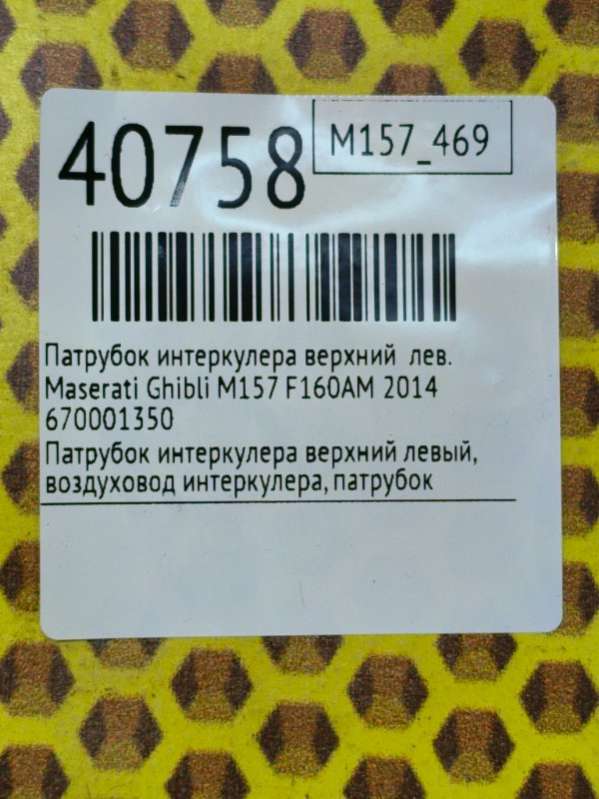 40758
M157_469
Патрубок интеркулера верхний лев.
Maserati Ghibli M157 F160AM 2014
670001350
Патрубок интеркулера верхний левый,
воздуховод интеркулера, патрубок